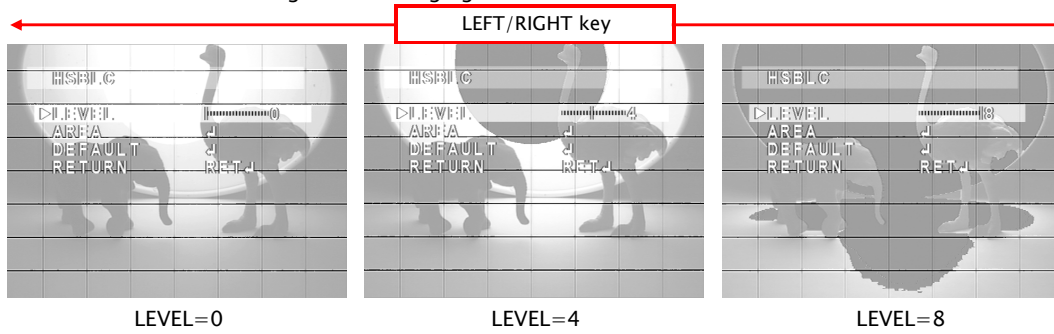 LEFT/RIGHT key
HSBLC
▷LEVEL 0
AREA ↲
DEFAULT ↲
RETURN RET↲
HSBLC
▷LEVEL 4
AREA ↲
DEFAULT ↲
RETURN RET↲
HSBLC
▷LEVEL 8
AREA ↲
DEFAULT ↲
RETURN RET↲
LEVEL=0
LEVEL=4
LEVEL=8